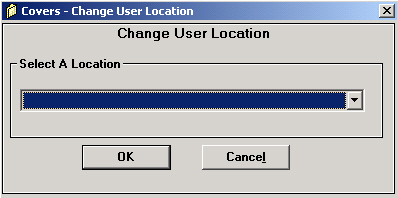 Covers - Change User Location
Change User Location
Select A Location
OK
Cancel